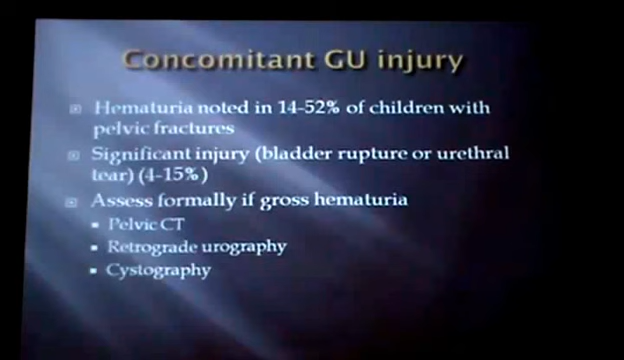 Concomitant GU injury
Hematuria noted in 14-52% of children with
pelvic fractures
Significant injury (bladder rupture or urethral
tear) (4-15%)
Assess formally if gross hematuria
Pelvic CT
Retrograde urography
Cystography